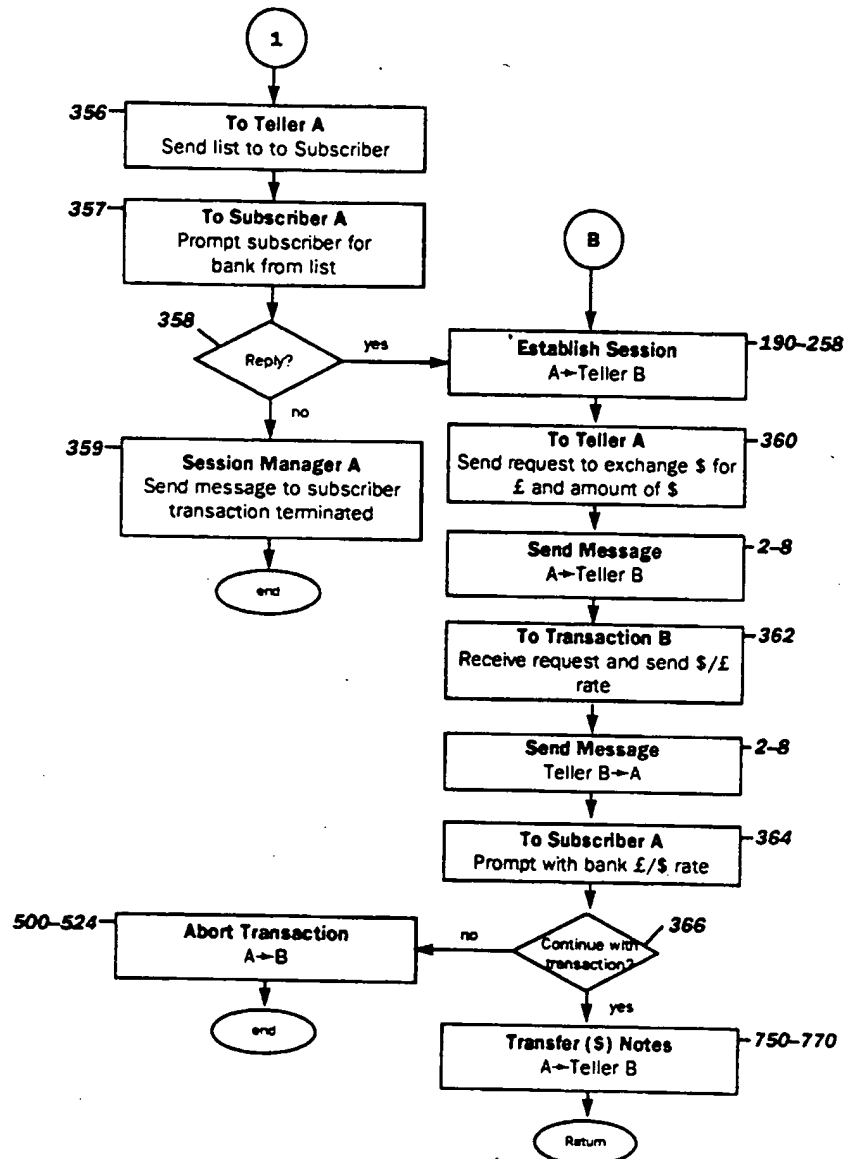 1
356
To Teller A
Send list to to Subscriber
357
To Subscriber A
Prompt subscriber for
bank from list
358
Reply?
yes
no
359
Session Manager A
Send message to subscriber
transaction terminated
end
B
Establish Session
A→Teller B
190–258
To Teller A
Send request to exchange $ for
£ and amount of $
360
Send Message
A→Teller B
2–8
To Transaction B
Receive request and send $/£
rate
362
Send Message
Teller B→A
2–8
To Subscriber A
Prompt with bank £/$ rate
364
Continue with
transaction?
366
no
yes
500–524
Abort Transaction
A→B
end
Transfer ($) Notes
A→Teller B
750–770
Return